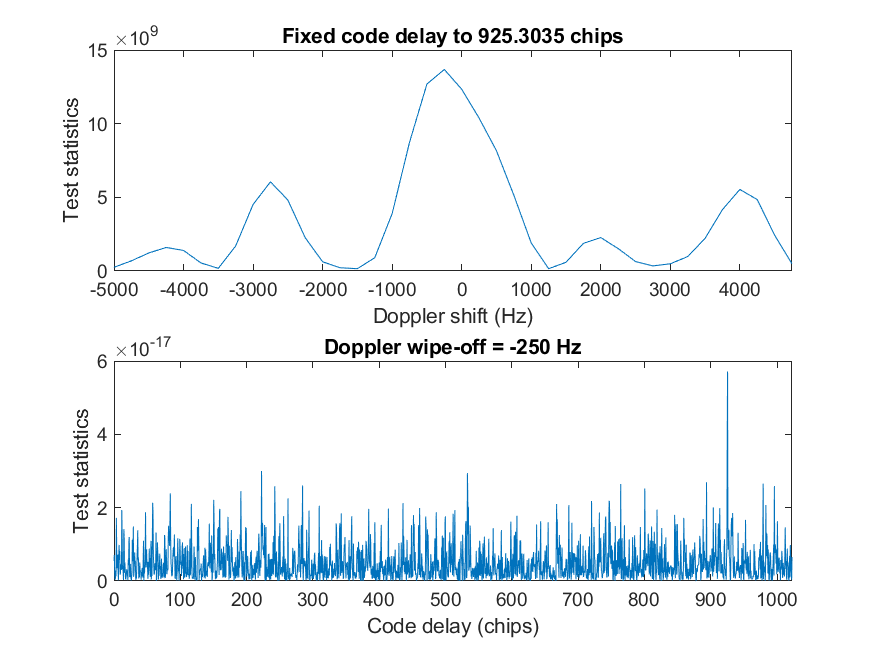 ×10^9
Fixed code delay to 925.3035 chips
15
10
5
0
Test statistics
-5000 -4000 -3000 -2000 -1000 0 1000 2000 3000 4000
Doppler shift (Hz)
×10^-17
Doppler wipe-off = -250 Hz
6
4
2
0
Test statistics
0 100 200 300 400 500 600 700 800 900 1000
Code delay (chips)